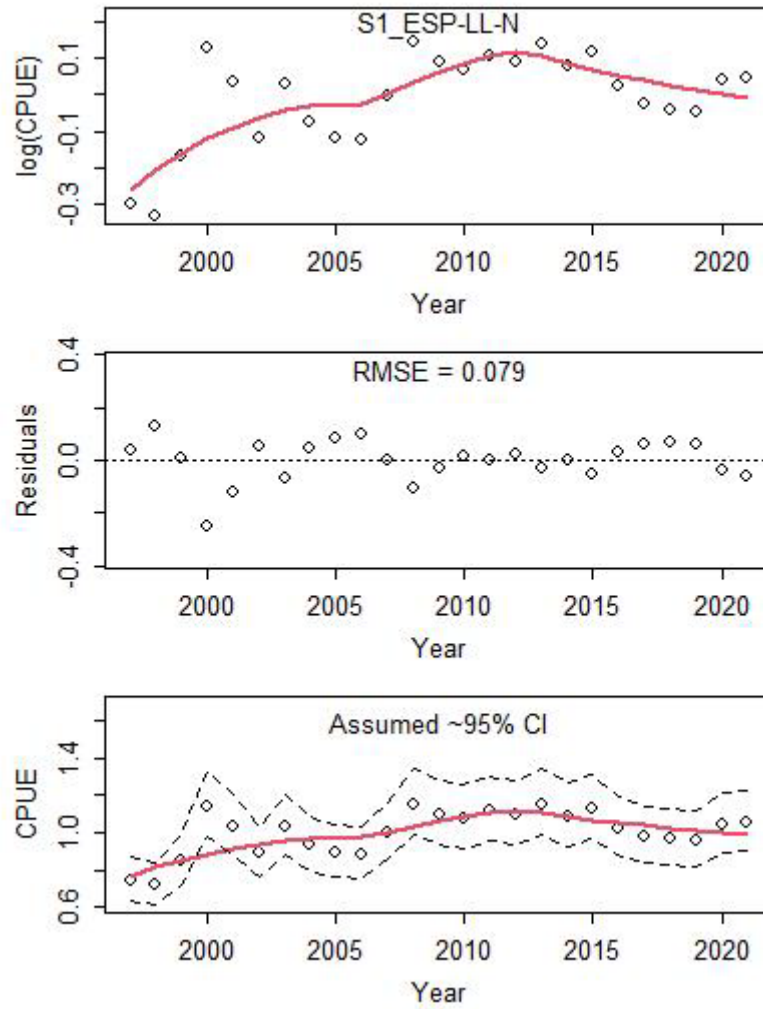 S1_ESP-LL-N
log(CPUE)
0.1
-0.1
-0.3
2000 2005 2010 2015 2020
Year
RMSE = 0.079
Residuals
0.4
0.0
-0.4
2000 2005 2010 2015 2020
Year
Assumed ~95% CI
CPUE
1.4
1.0
0.6
2000 2005 2010 2015 2020
Year